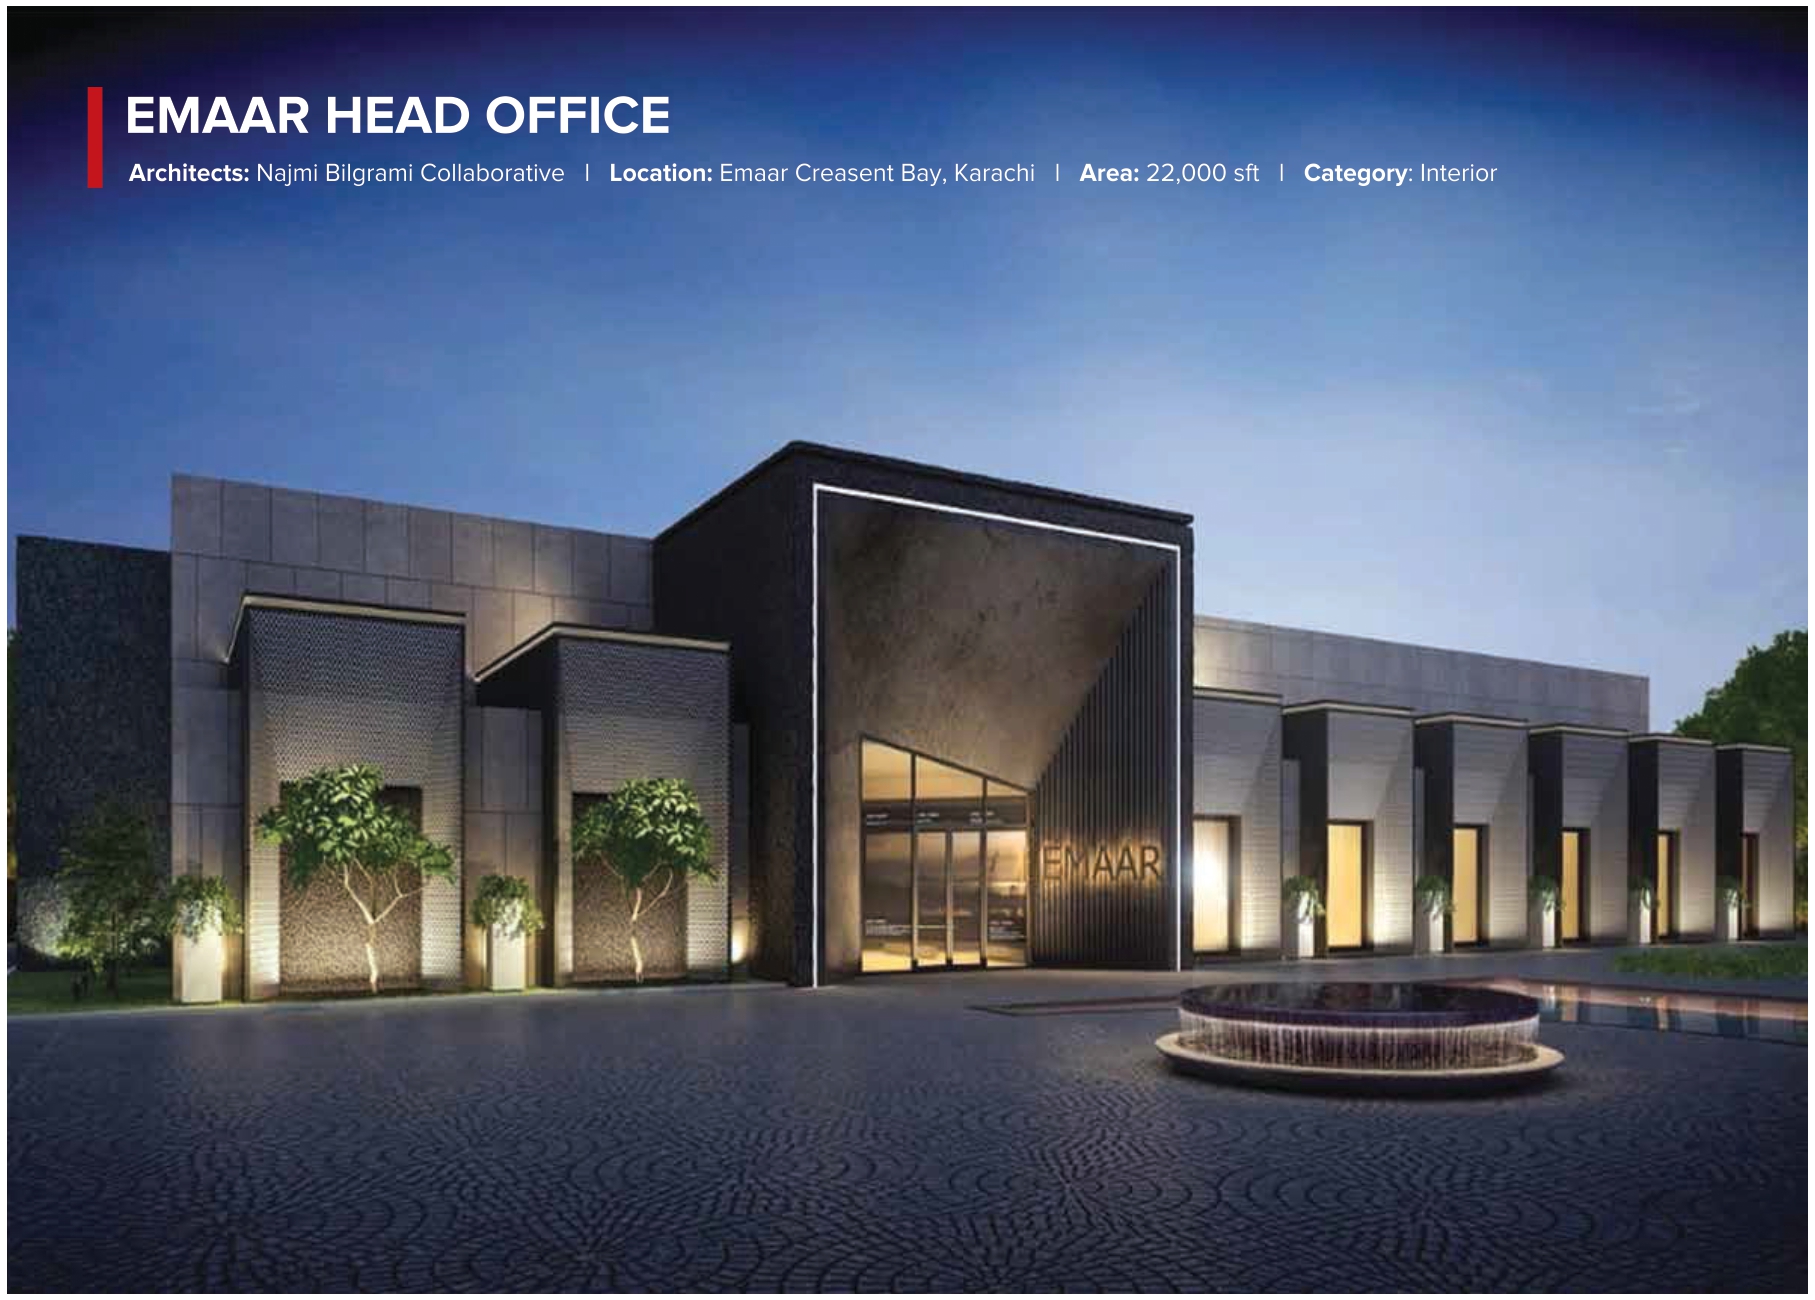 EMAAR HEAD OFFICE
Architects: Najmi Bilgrami Collaborative | Location: Emaar Creasent Bay, Karachi | Area: 22,000 sft | Category: Interior
EMAAR